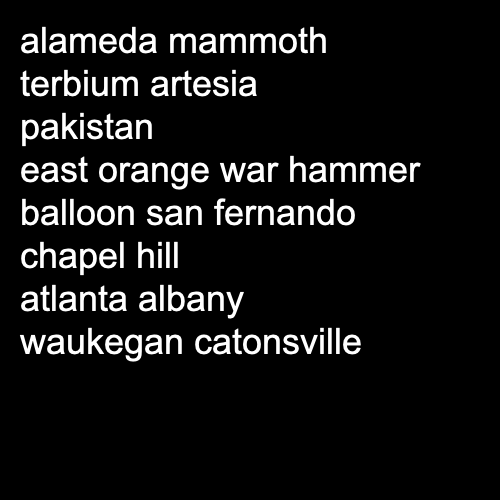 alameda mammoth
terbium artesia
pakistan
east orange war hammer
balloon san fernando
chapel hill
atlanta albany
waukegan catonsville